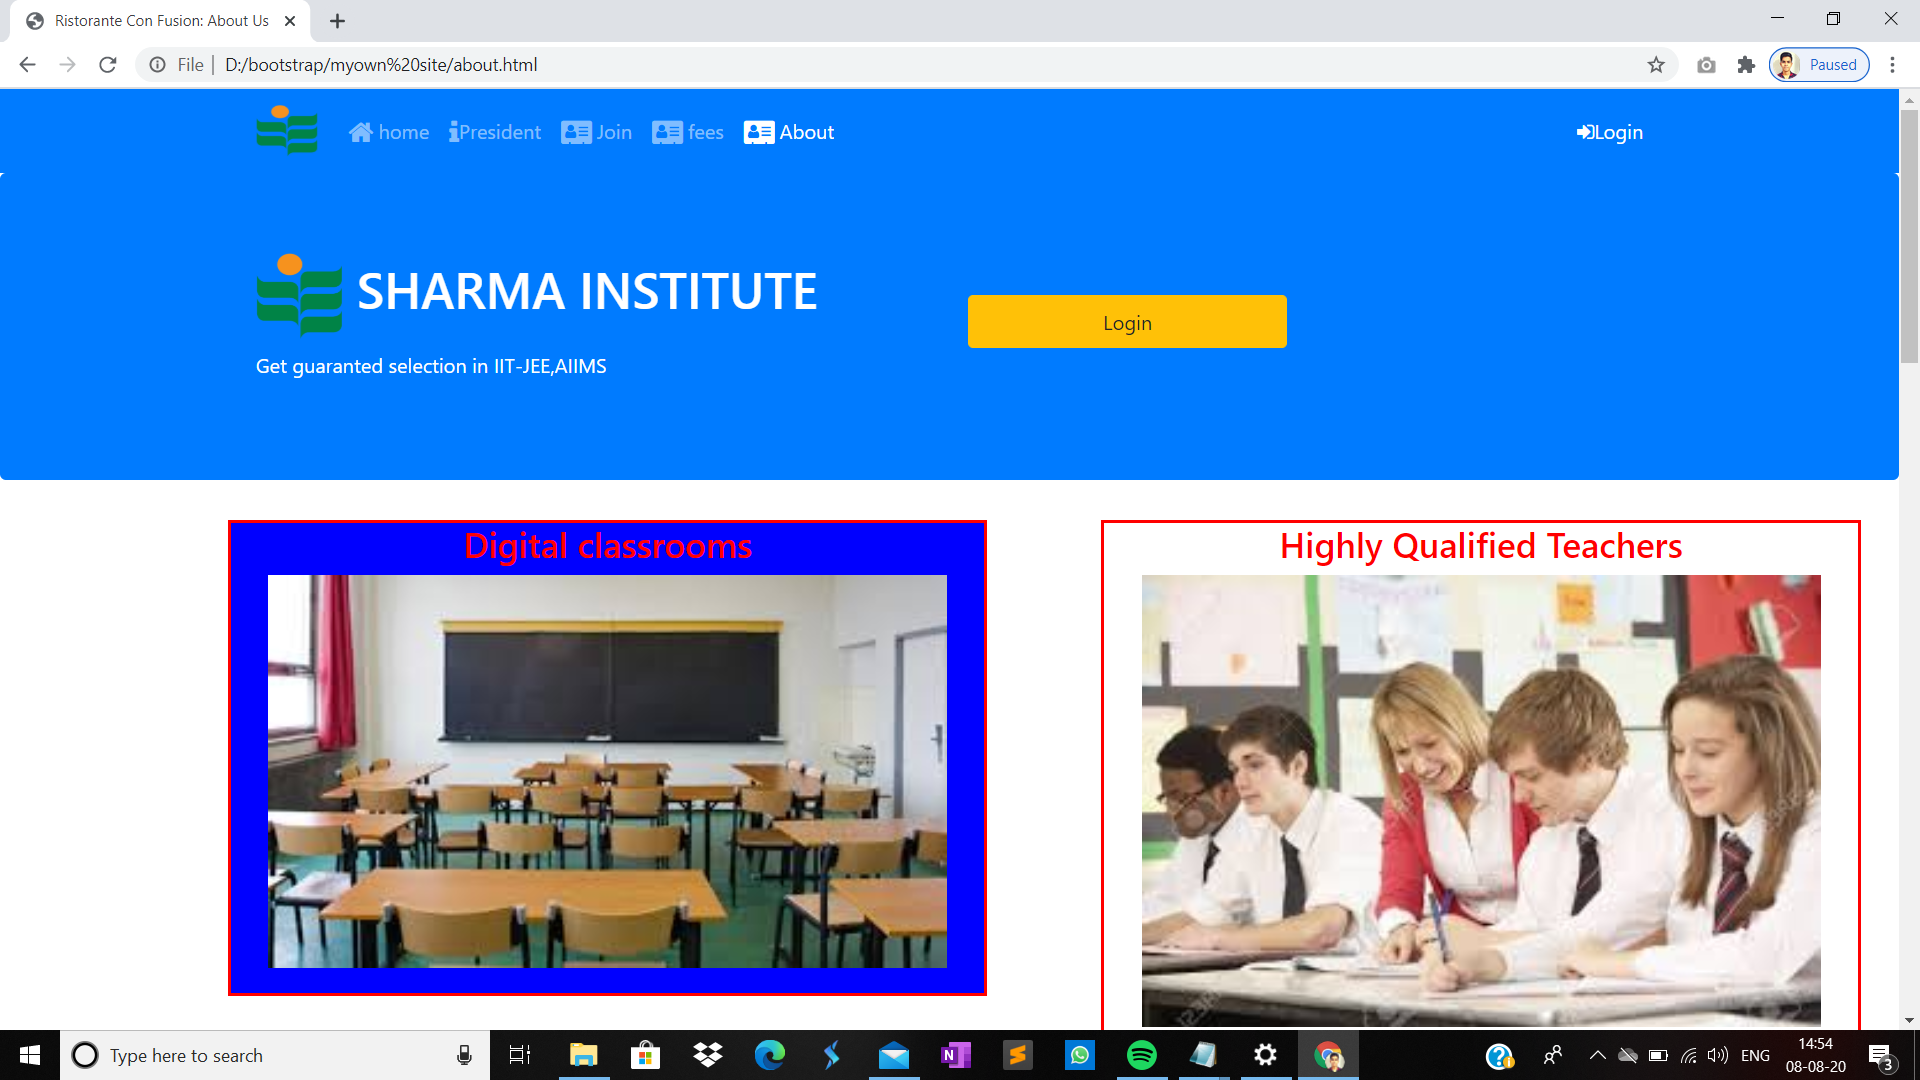 Ristorante Con Fusion: About Us
File
D:/bootstrap/myown%20site/about.html
Paused
home
President
Join
fees
About
Login
SHARMA INSTITUTE
Login
Get guaranted selection in IIT-JEE,AIIMS
Digital classrooms
Highly Qualified Teachers
Type here to search
ENG
14:54
08-08-20
3